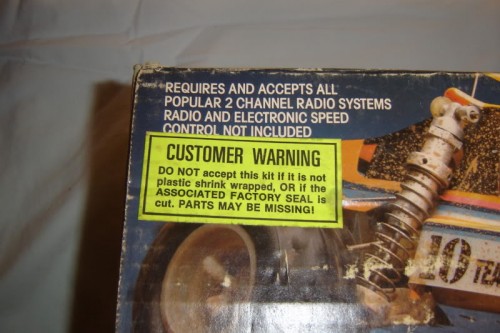 REQUIRES AND ACCEPTS ALL
POPULAR 2 CHANNEL RADIO SYSTEMS
RADIO AND ELECTRONIC SPEED
CONTROL NOT INCLUDED
CUSTOMER WARNING
DO NOT accept this kit if it is not
plastic shrink wrapped, OR if the
ASSOCIATED FACTORY SEAL is
cut. PARTS MAY BE MISSING!
10